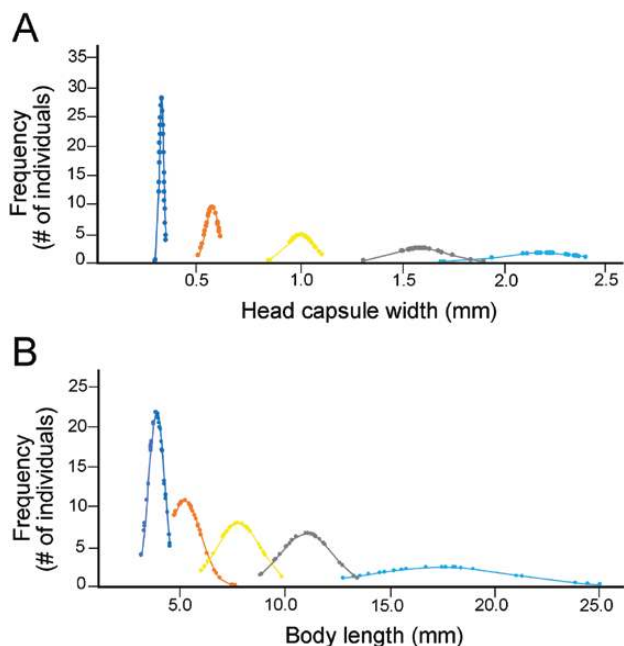 A
Frequency
(# of individuals)
35
30
25
20
15
10
5
0
0.5 1.0 1.5 2.0 2.5
Head capsule width (mm)
B
Frequency
(# of individuals)
25
20
15
10
5
0
5.0 10.0 15.0 20.0 25.0
Body length (mm)